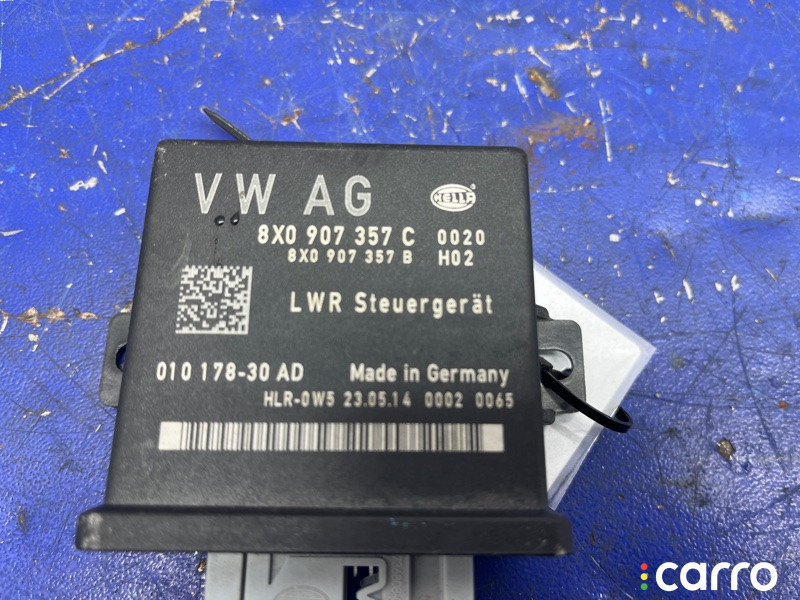 VW AG HELLA ®
8X0 907 357 C 0020
8X0 907 357 B H02
LWR Steuergerät
010 178-30 AD Made in Germany
HLR-0W5 23.05.14 0002 0065
carro